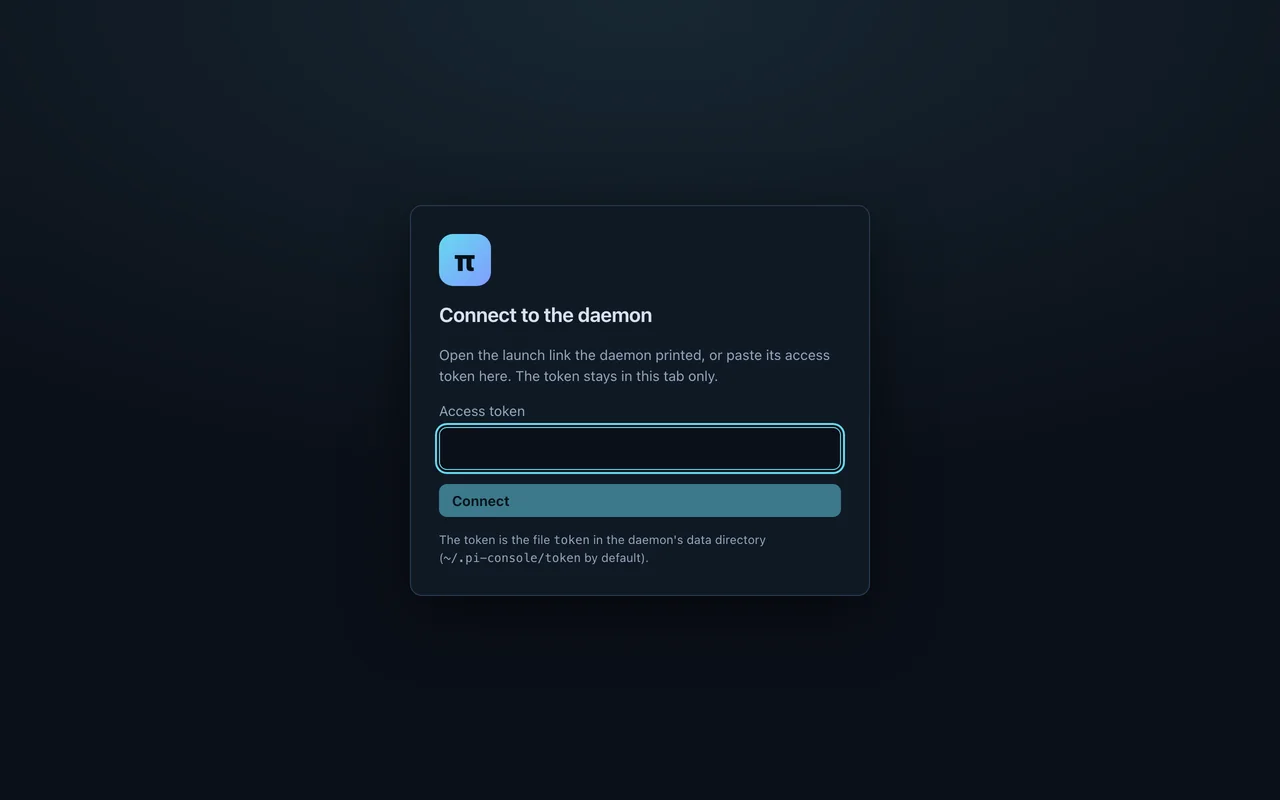 π
Connect to the daemon
Open the launch link the daemon printed, or paste its access
token here. The token stays in this tab only.
Access token
Connect
The token is the file token in the daemon's data directory
(~/.pi-console/token by default).